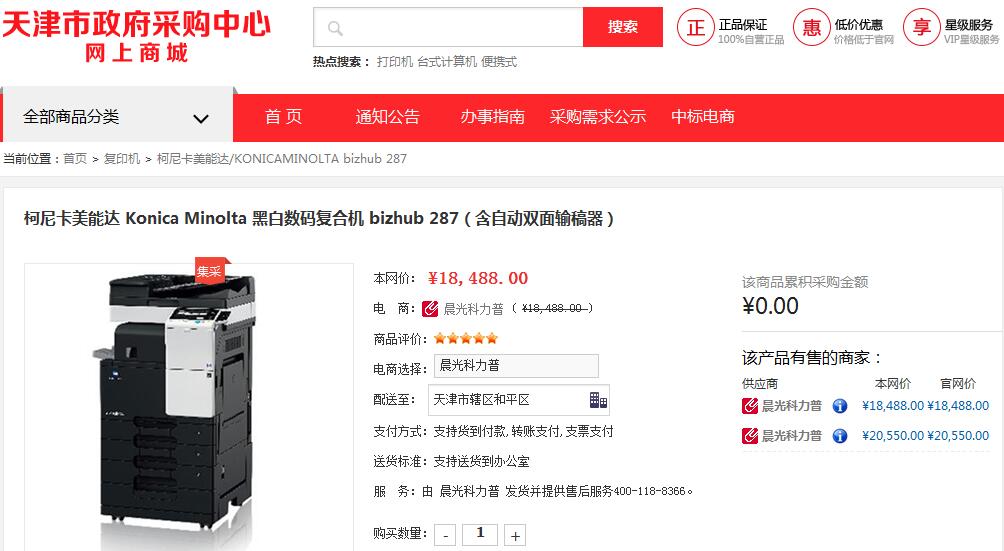 天津市政府采购中心
网上商城
搜索
热点搜索： 打印机 台式计算机 便携式
正 正品保证 100%自营正品
惠 低价优惠 价格低于官网
享 星级服务 VIP星级服务
全部商品分类
首 页 通知公告 办事指南 采购需求公示 中标电商
当前位置：首页 > 复印机 > 柯尼卡美能达/KONICAMINOLTA bizhub 287
柯尼卡美能达 Konica Minolta 黑白数码复合机 bizhub 287（含自动双面输稿器）
集采
本网价： ¥18,488.00
电 商： 晨光科力普 （ ¥18,488.00 ）
商品评价：
电商选择： 晨光科力普
配送至： 天津市辖区和平区
支付方式：支持货到付款,转账支付,支票支付
送货标准：支持送货到办公室
服 务：由 晨光科力普 发货并提供售后服务400-118-8366。
购买数量： - 1 +
该商品累积采购金额
¥0.00
该产品有售的商家：
供应商 本网价 官网价
晨光科力普 i ¥18,488.00 ¥18,488.00
晨光科力普 i ¥20,550.00 ¥20,550.00